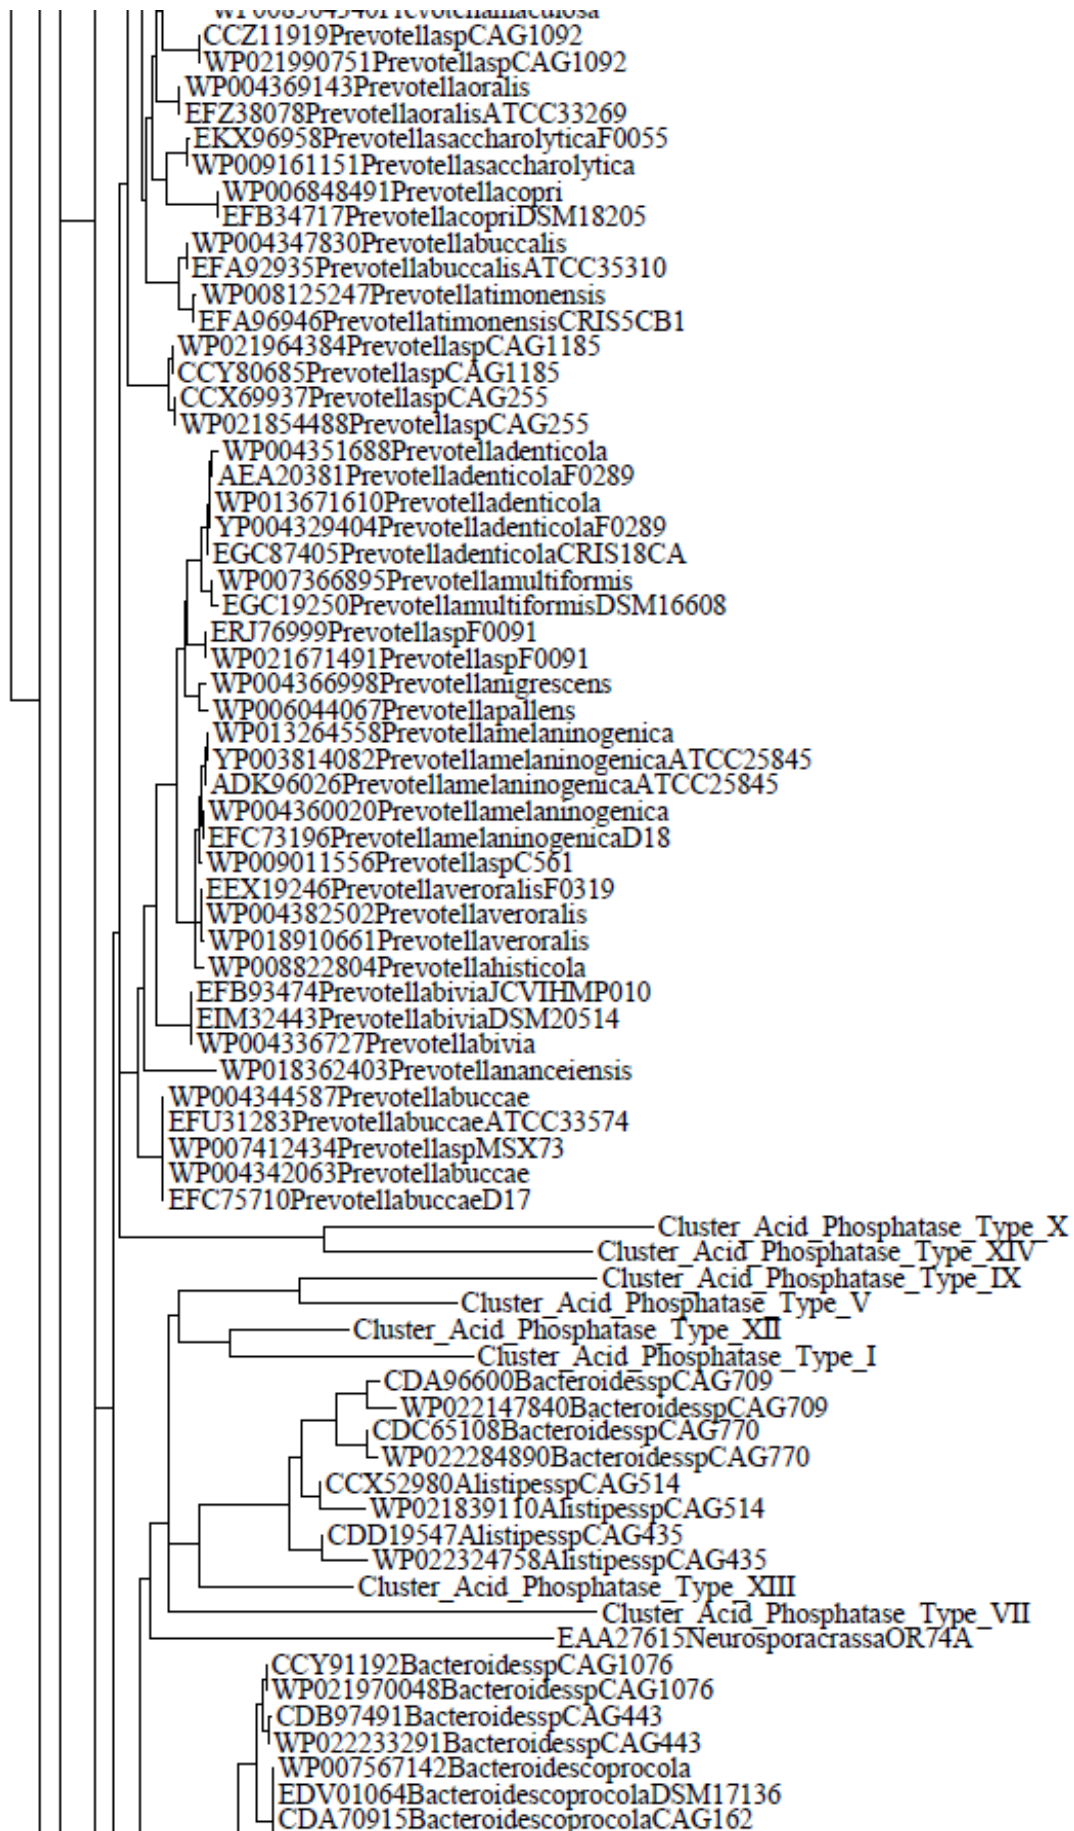 CCZ11919PrevotellaspCAG1092
WP021990751PrevotellaspCAG1092
WP004369143Prevotellaoralis
EFZ38078PrevotellaoralisATCC33269
EKX96958PrevotellasaccharolyticaF0055
WP009161151Prevotellasaccharolytica
WP006848491Prevotellacopri
EFB34717PrevotellacopriDSM18205
WP004347830Prevotellabuccalis
EFA92935PrevotellabuccalisATCC35310
WP008125247Prevotellatimonensis
EFA96946PrevotellatimonensisCRIS5CB1
WP021964384PrevotellaspCAG1185
CCY80685PrevotellaspCAG1185
CCX69937PrevotellaspCAG255
WP021854488PrevotellaspCAG255
WP004351688Prevotelladenticola
AEA20381PrevotelladenticolaF0289
WP013671610Prevotelladenticola
YP004329404PrevotelladenticolaF0289
EGC87405PrevotelladenticolaCRIS18CA
WP007366895Prevotellamultiformis
EGC19250PrevotellamultiformisDSM16608
ERJ76999PrevotellaspF0091
WP021671491PrevotellaspF0091
WP004366998Prevotellanigrescens
WP006044067Prevotellapallens
WP013264558Prevotellamelaninogenica
YP003814082PrevotellamelaninogenicaATCC25845
ADK96026PrevotellamelaninogenicaATCC25845
WP004360020Prevotellamelaninogenica
EFC73196PrevotellamelaninogenicaD18
WP009011556PrevotellaspC561
EEX19246PrevotellaveroralisF0319
WP004382502Prevotellaveroralis
WP018910661Prevotellaveroralis
WP008822804Prevotellahisticola
EFB93474PrevotellabiviaJCVIHMP010
EIM32443PrevotellabiviaDSM20514
WP004336727Prevotellabivia
WP018362403Prevotellananceiensis
WP004344587Prevotellabuccae
EFU31283PrevotellabuccaeATCC33574
WP007412434PrevotellaspMSX73
WP004342063Prevotellabuccae
EFC75710PrevotellabuccaeD17
Cluster_Acid_Phosphatase_Type_X
Cluster_Acid_Phosphatase_Type_XIV
Cluster_Acid_Phosphatase_Type_IX
Cluster_Acid_Phosphatase_Type_V
Cluster_Acid_Phosphatase_Type_XII
Cluster_Acid_Phosphatase_Type_I
CDA96600BacteroidesspCAG709
WP022147840BacteroidesspCAG709
CDC65108BacteroidesspCAG770
WP022284890BacteroidesspCAG770
CCX52980AlistipesspCAG514
WP021839110AlistipesspCAG514
CDD19547AlistipesspCAG435
WP022324758AlistipesspCAG435
Cluster_Acid_Phosphatase_Type_XIII
Cluster_Acid_Phosphatase_Type_VII
EAA27615NeurosporacrassaOR74A
CCY91192BacteroidesspCAG1076
WP021970048BacteroidesspCAG1076
CDB97491BacteroidesspCAG443
WP022233291BacteroidesspCAG443
WP007567142Bacteroidescoprocola
EDV01064BacteroidescoprocolaDSM17136
CDA70915BacteroidescoprocolaCAG162